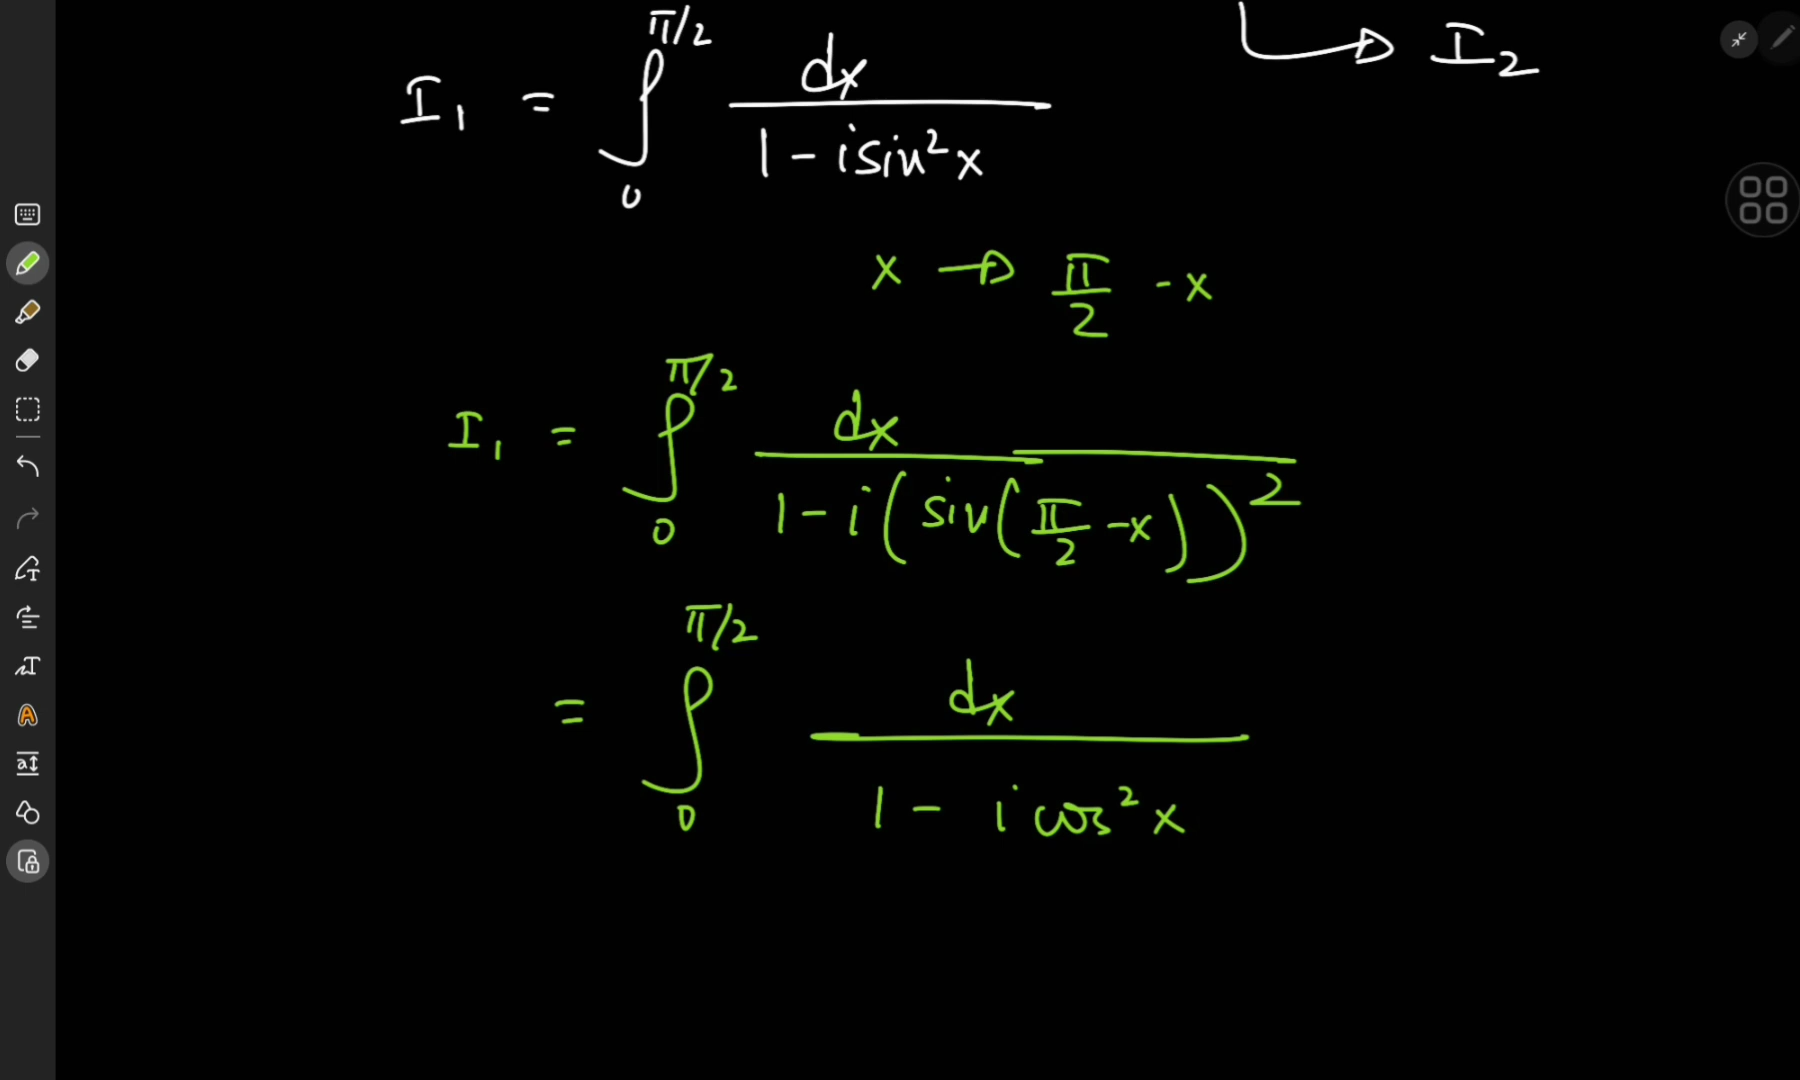 I₁ = ∫₀^{π/2} dx / (1 - i sin²x)
→ I₂
x → π/2 - x
I₁ = ∫₀^{π/2} dx / (1 - i(sin(π/2 - x))²)
= ∫₀^{π/2} dx / (1 - i cos²x)